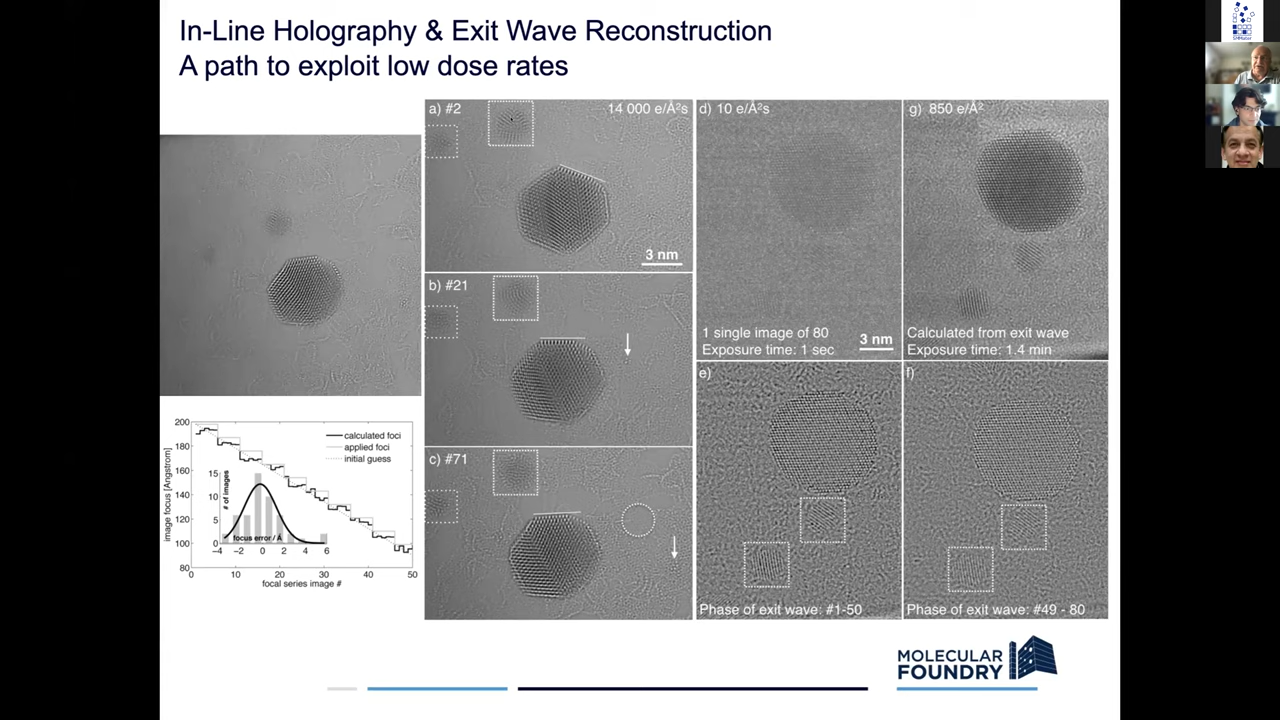 In-Line Holography & Exit Wave Reconstruction
A path to exploit low dose rates
a) #2
14 000 e/Å²s
3 nm
b) #21
c) #71
d) 10 e/Å²s
1 single image of 80
Exposure time: 1 sec
3 nm
g) 850 e/Å²
Calculated from exit wave
Exposure time: 1.4 min
e)
Phase of exit wave: #1-50
f)
Phase of exit wave: #49 - 80
image focus [Angstrom]
200
180
160
140
120
100
80
0
10
20
30
40
50
focal series image #
calculated foci
applied foci
initial guess
# of images
15
10
5
0
-4
-2
0
2
4
6
focus error / Å
MOLECULAR
FOUNDRY